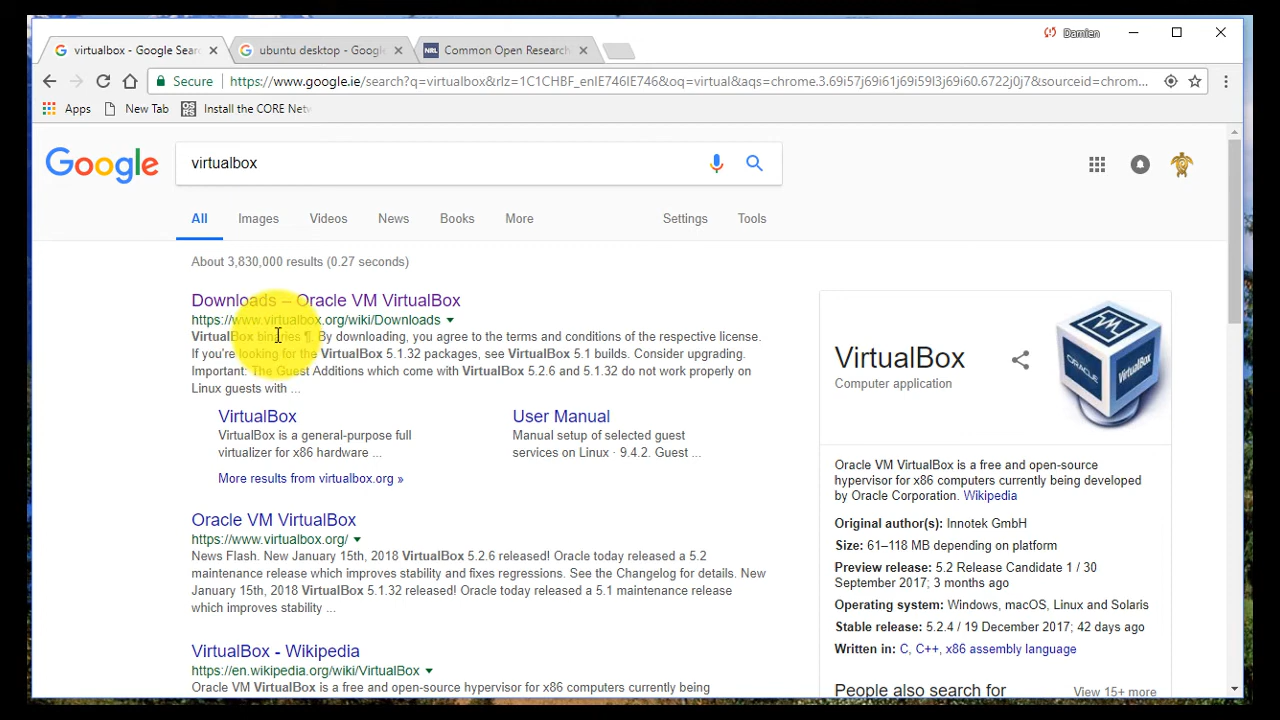 virtualbox - Google Sear
ubuntu desktop - Google
NRL Common Open Research
Damien
Secure https://www.google.ie/search?q=virtualbox&rlz=1C1CHBF_enIE746IE746&oq=virtual&aqs=chrome.3.69i57j69i61j69i59l3j69i60.6722j0j7&sourceid=chrom...
Apps New Tab Install the CORE Netw
Google
virtualbox
All Images Videos News Books More Settings Tools
About 3,830,000 results (0.27 seconds)
Downloads – Oracle VM VirtualBox
https://www.virtualbox.org/wiki/Downloads
VirtualBox binaries ¶. By downloading, you agree to the terms and conditions of the respective license.
If you're looking for the VirtualBox 5.1.32 packages, see VirtualBox 5.1 builds. Consider upgrading.
Important: The Guest Additions which come with VirtualBox 5.2.6 and 5.1.32 do not work properly on
Linux guests with ...
VirtualBox
VirtualBox is a general-purpose full
virtualizer for x86 hardware ...
User Manual
Manual setup of selected guest
services on Linux · 9.4.2. Guest ...
More results from virtualbox.org »
Oracle VM VirtualBox
https://www.virtualbox.org/
News Flash. New January 15th, 2018 VirtualBox 5.2.6 released! Oracle today released a 5.2
maintenance release which improves stability and fixes regressions. See the Changelog for details. New
January 15th, 2018 VirtualBox 5.1.32 released! Oracle today released a 5.1 maintenance release
which improves stability ...
VirtualBox - Wikipedia
https://en.wikipedia.org/wiki/VirtualBox
Oracle VM VirtualBox is a free and open-source hypervisor for x86 computers currently being
VirtualBox
Computer application
ORACLE
VirtualBox
Oracle VM VirtualBox is a free and open-source
hypervisor for x86 computers currently being developed
by Oracle Corporation. Wikipedia
Original author(s): Innotek GmbH
Size: 61–118 MB depending on platform
Preview release: 5.2 Release Candidate 1 / 30
September 2017; 3 months ago
Operating system: Windows, macOS, Linux and Solaris
Stable release: 5.2.4 / 19 December 2017; 42 days ago
Written in: C, C++, x86 assembly language
People also search for
View 15+ more